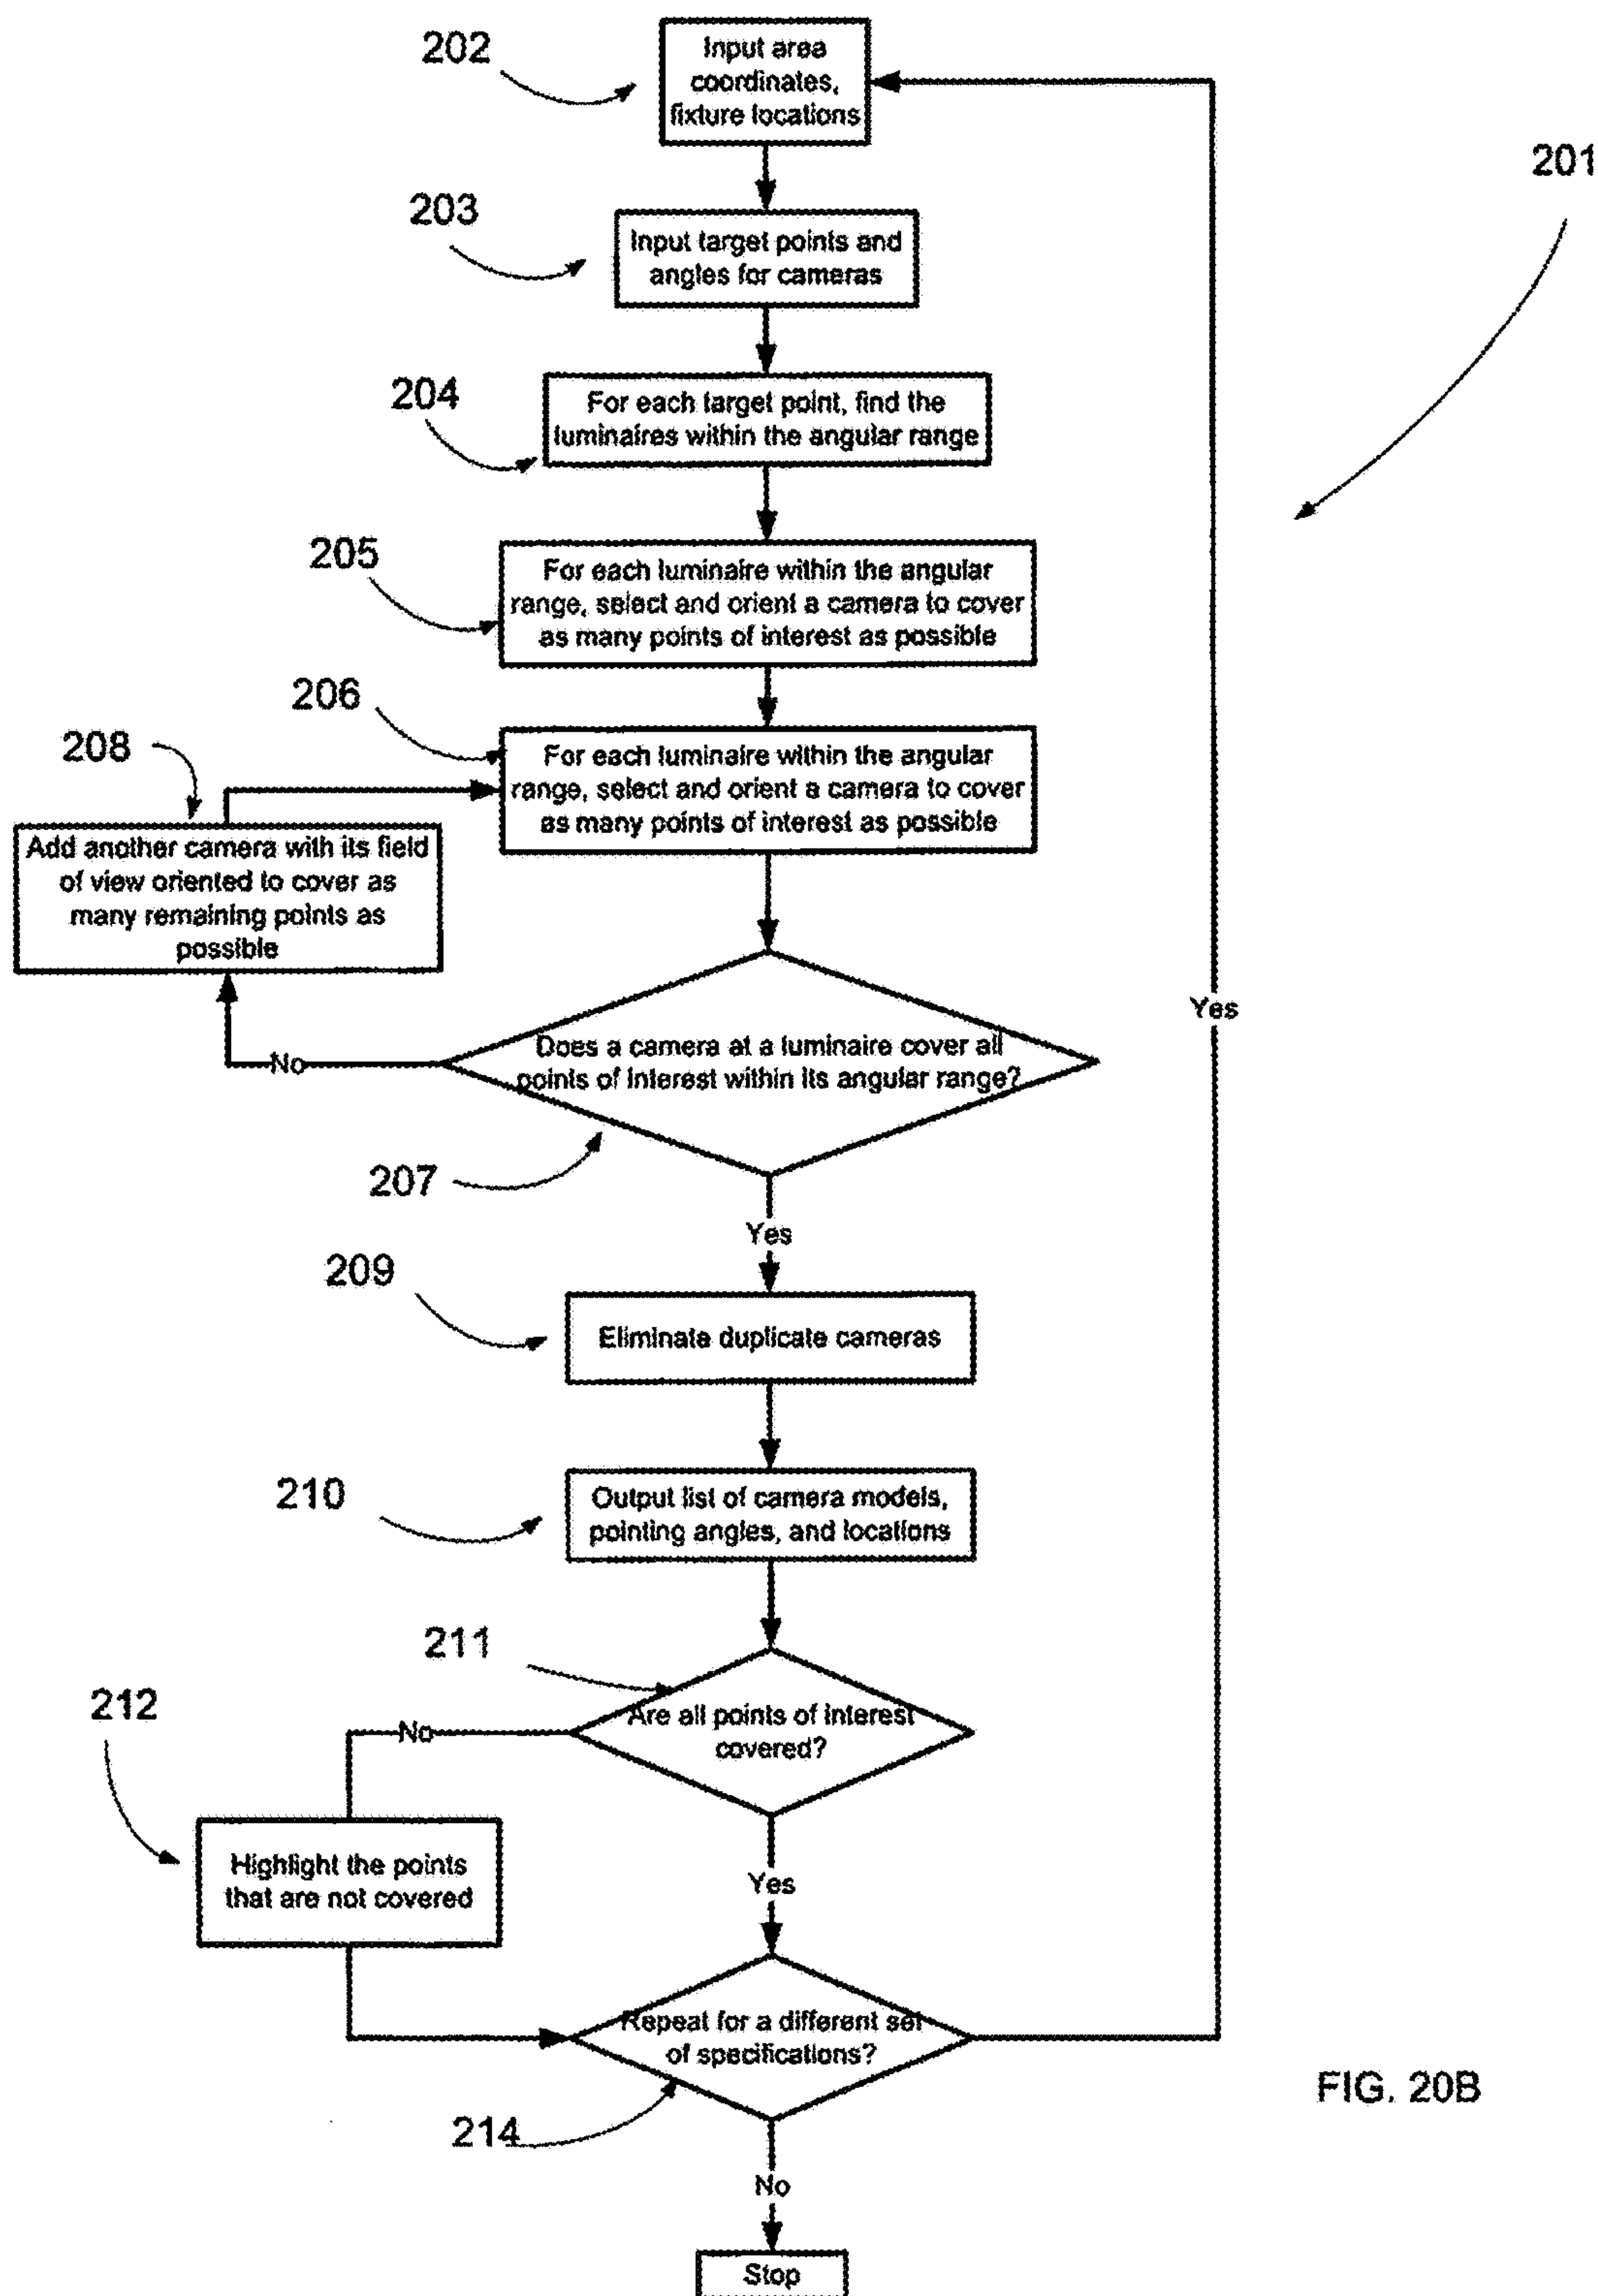 202
Input area
coordinates,
fixture locations
201
203
Input target points and
angles for cameras
204
For each target point, find the
luminaires within the angular range
205
For each luminaire within the angular
range, select and orient a camera to cover
as many points of interest as possible
206
For each luminaire within the angular
range, select and orient a camera to cover
as many points of interest as possible
208
Add another camera with its field
of view oriented to cover as
many remaining points as
possible
Yes
No
Does a camera at a luminaire cover all
points of interest within its angular range?
207
Yes
209
Eliminate duplicate cameras
210
Output list of camera models,
pointing angles, and locations
211
Are all points of interest
covered?
No
212
Highlight the points
that are not covered
Yes
Repeat for a different set
of specifications?
214
FIG. 20B
No
Stop